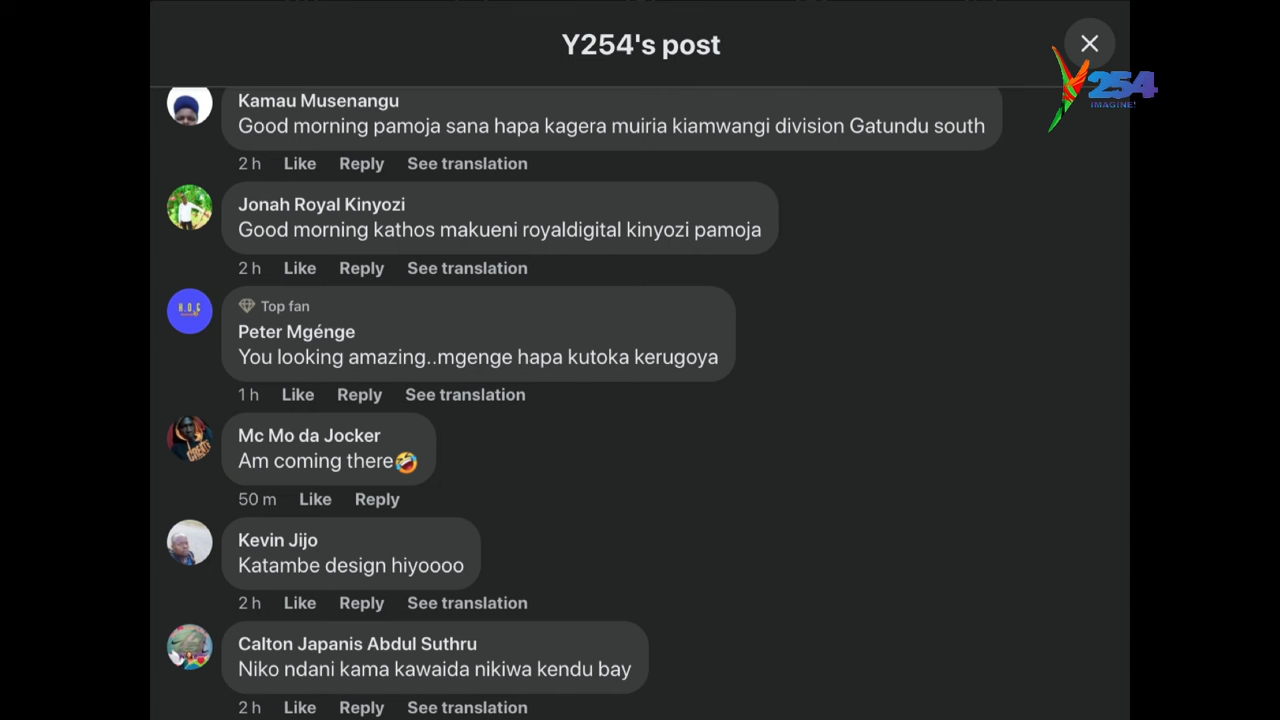 Y254's post
254
IMAGINE!
Kamau Musenangu
Good morning pamoja sana hapa kagera muiria kiamwangi division Gatundu south
2 h Like Reply See translation
Jonah Royal Kinyozi
Good morning kathos makueni royaldigital kinyozi pamoja
2 h Like Reply See translation
H.O.G
Top fan
Peter Mgénge
You looking amazing..mgenge hapa kutoka kerugoya
1 h Like Reply See translation
Mc Mo da Jocker
Am coming there🤣
50 m Like Reply
Kevin Jijo
Katambe design hiyoooo
2 h Like Reply See translation
Calton Japanis Abdul Suthru
Niko ndani kama kawaida nikiwa kendu bay
2 h Like Reply See translation